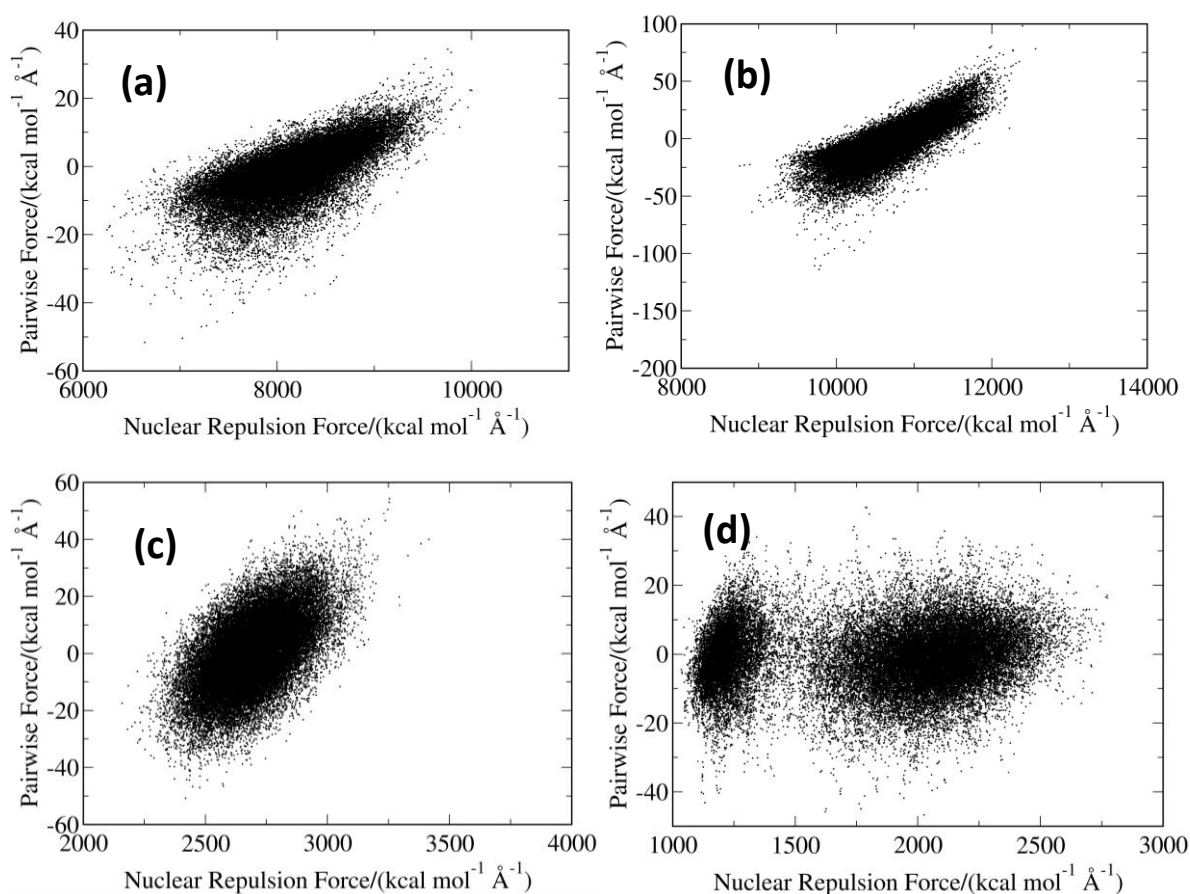 (a)
40
20
0
-20
-40
-60
Pairwise Force/(kcal mol⁻¹ Å⁻¹)
6000 8000 10000
Nuclear Repulsion Force/(kcal mol⁻¹ Å⁻¹)
(b)
100
50
0
-50
-100
-150
-200
Pairwise Force/(kcal mol⁻¹ Å⁻¹)
8000 10000 12000 14000
Nuclear Repulsion Force/(kcal mol⁻¹ Å⁻¹)
(c)
60
40
20
0
-20
-40
-60
Pairwise Force/(kcal mol⁻¹ Å⁻¹)
2000 2500 3000 3500 4000
Nuclear Repulsion Force/(kcal mol⁻¹ Å⁻¹)
(d)
40
20
0
-20
-40
Pairwise Force/(kcal mol⁻¹ Å⁻¹)
1000 1500 2000 2500 3000
Nuclear Repulsion Force/(kcal mol⁻¹ Å⁻¹)